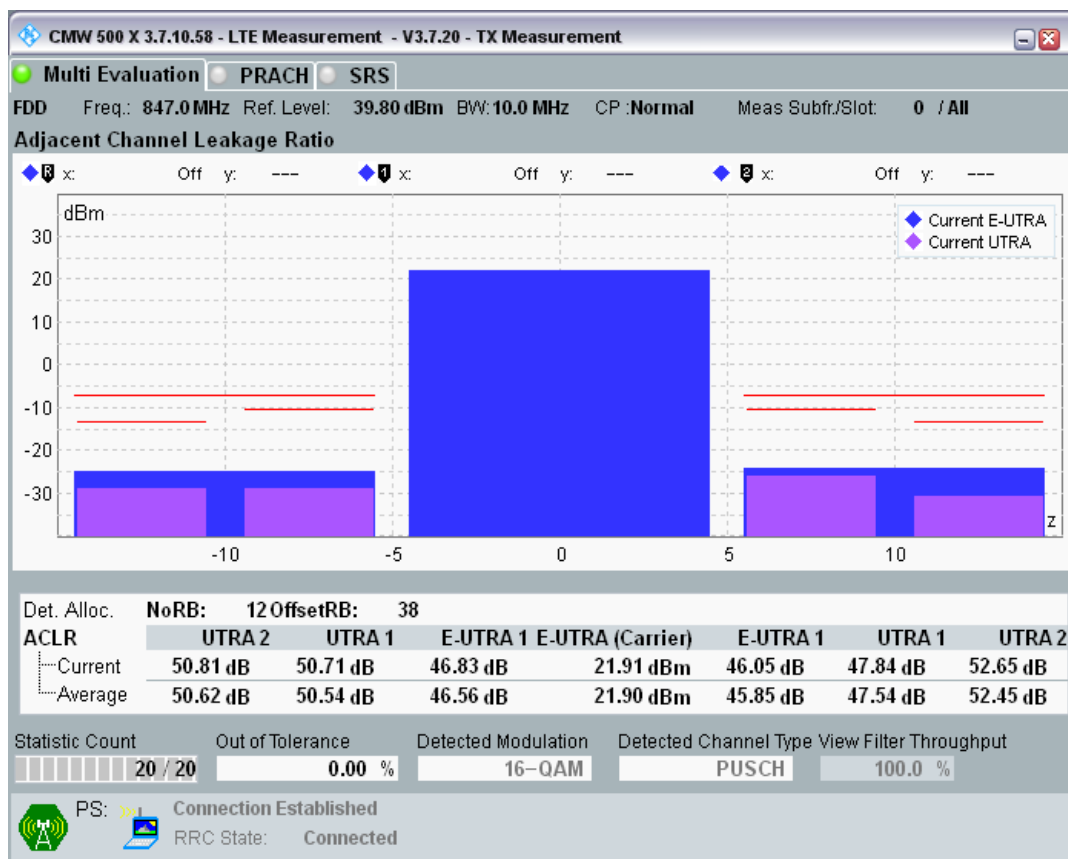 CMW 500 X 3.7.10.58 - LTE Measurement - V3.7.20 - TX Measurement
Multi Evaluation PRACH SRS
FDD Freq.: 847.0 MHz Ref. Level: 39.80 dBm BW: 10.0 MHz CP :Normal Meas Subfr./Slot: 0 / All
Adjacent Channel Leakage Ratio
R x: Off y: --- 1 x: Off y: --- 2 x: Off y: ---
dBm
Current E-UTRA
Current UTRA
30
20
10
0
-10
-20
-30
z
-10 -5 0 5 10
Det. Alloc. NoRB: 12 OffsetRB: 38
ACLR UTRA 2 UTRA 1 E-UTRA 1 E-UTRA (Carrier) E-UTRA 1 UTRA 1 UTRA 2
Current 50.81 dB 50.71 dB 46.83 dB 21.91 dBm 46.05 dB 47.84 dB 52.65 dB
Average 50.62 dB 50.54 dB 46.56 dB 21.90 dBm 45.85 dB 47.54 dB 52.45 dB
Statistic Count Out of Tolerance Detected Modulation Detected Channel Type View Filter Throughput
20 / 20 0.00 % 16-QAM PUSCH 100.0 %
PS: Connection Established
RRC State: Connected